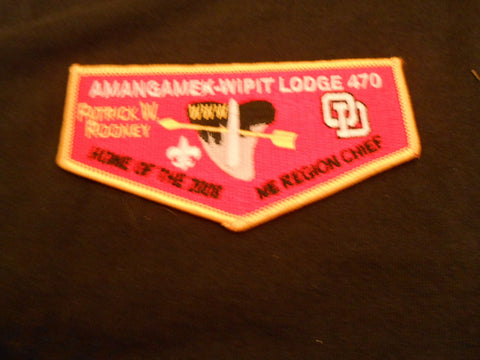 AMANGAMEK-WIPIT LODGE 470
PATRICK W.
ROONEY
WWW
OD
HOME OF THE 2008
NE REGION CHIEF